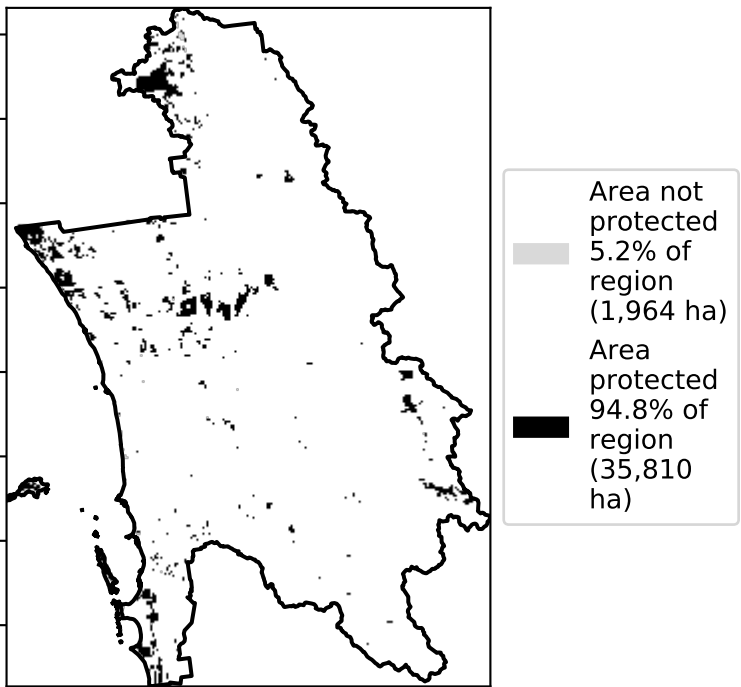 Area not
protected
5.2% of
region
(1,964 ha)
Area
protected
94.8% of
region
(35,810
ha)